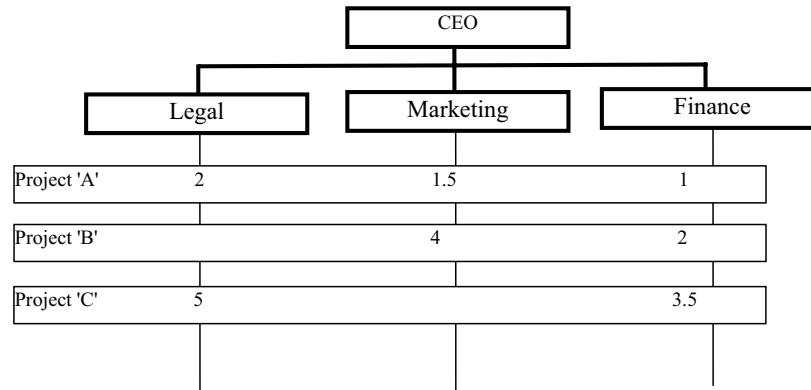 CEO
Legal Marketing Finance
Project 'A' 2 1.5 1
Project 'B' 4 2
Project 'C' 5 3.5